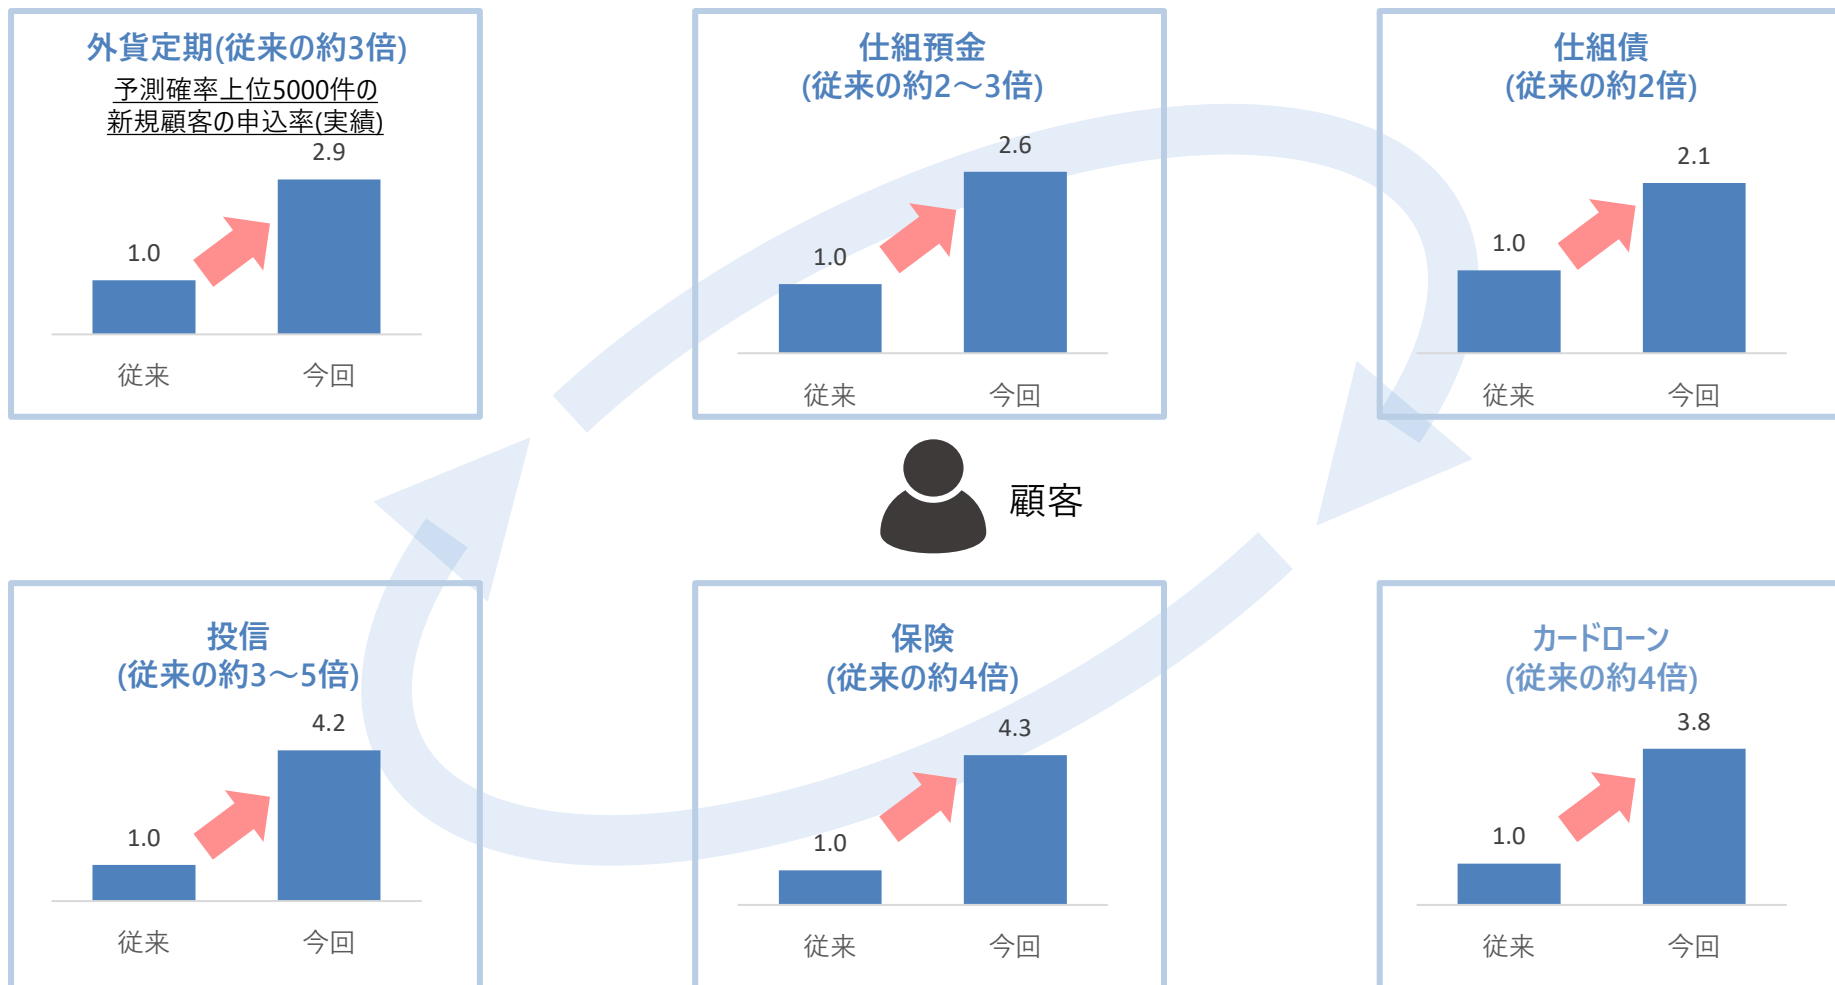 外貨定期(従来の約3倍)
予測確率上位5000件の
新規顧客の申込率(実績)
2.9
1.0
従来
今回
仕組預金
(従来の約2～3倍)
2.6
1.0
従来
今回
仕組債
(従来の約2倍)
2.1
1.0
従来
今回
顧客
投信
(従来の約3～5倍)
4.2
1.0
従来
今回
保険
(従来の約4倍)
4.3
1.0
従来
今回
カードローン
(従来の約4倍)
3.8
1.0
従来
今回